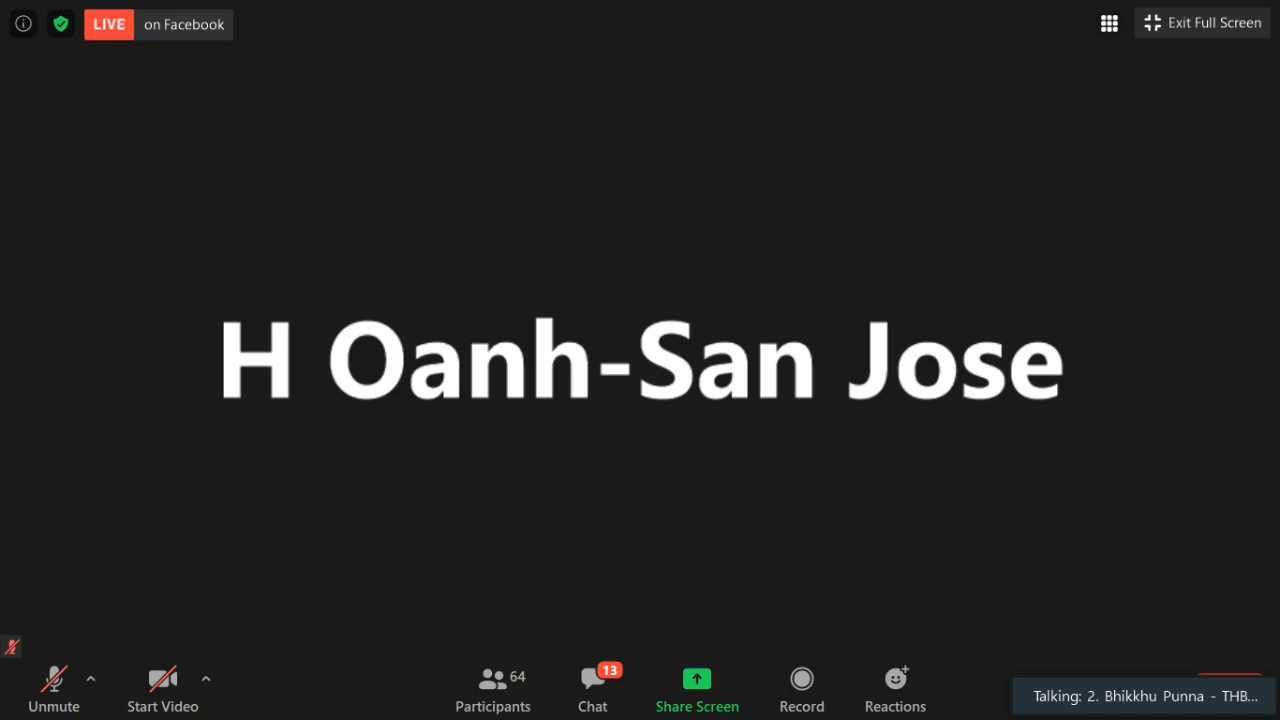 LIVE on Facebook
Exit Full Screen
H Oanh-San Jose
64
13
Unmute
Start Video
Participants
Chat
Share Screen
Record
Reactions
Talking: 2. Bhikkhu Punna - THB...